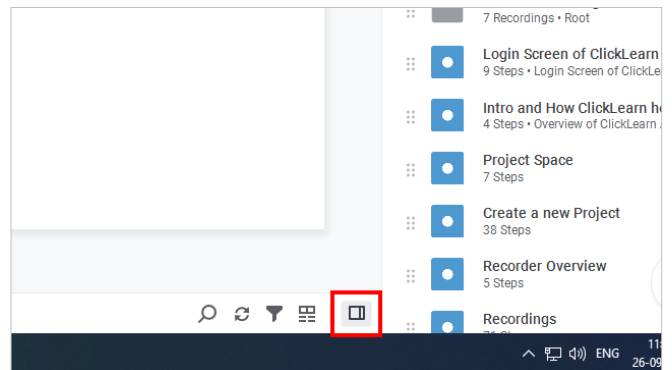 7 Recordings • Root
Login Screen of ClickLearn
9 Steps • Login Screen of ClickLe
Intro and How ClickLearn h
4 Steps • Overview of ClickLearn
Project Space
7 Steps
Create a new Project
38 Steps
Recorder Overview
5 Steps
Recordings
ENG
11:
26-09